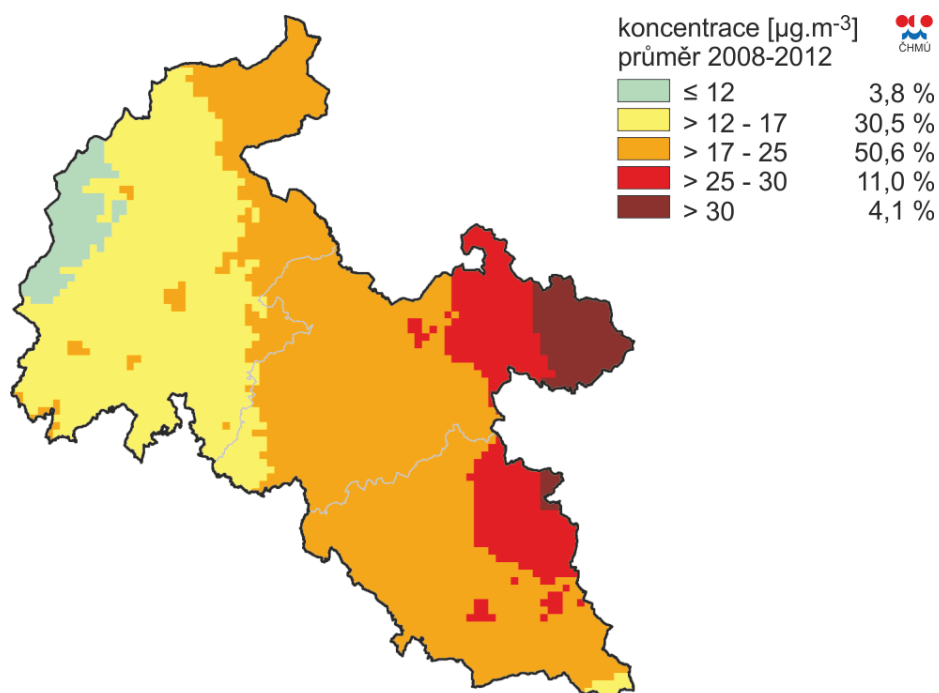 koncentrace [µg.m-³]
průměr 2008-2012
ČHMÚ
≤ 12 3,8 %
> 12 - 17 30,5 %
> 17 - 25 50,6 %
> 25 - 30 11,0 %
> 30 4,1 %